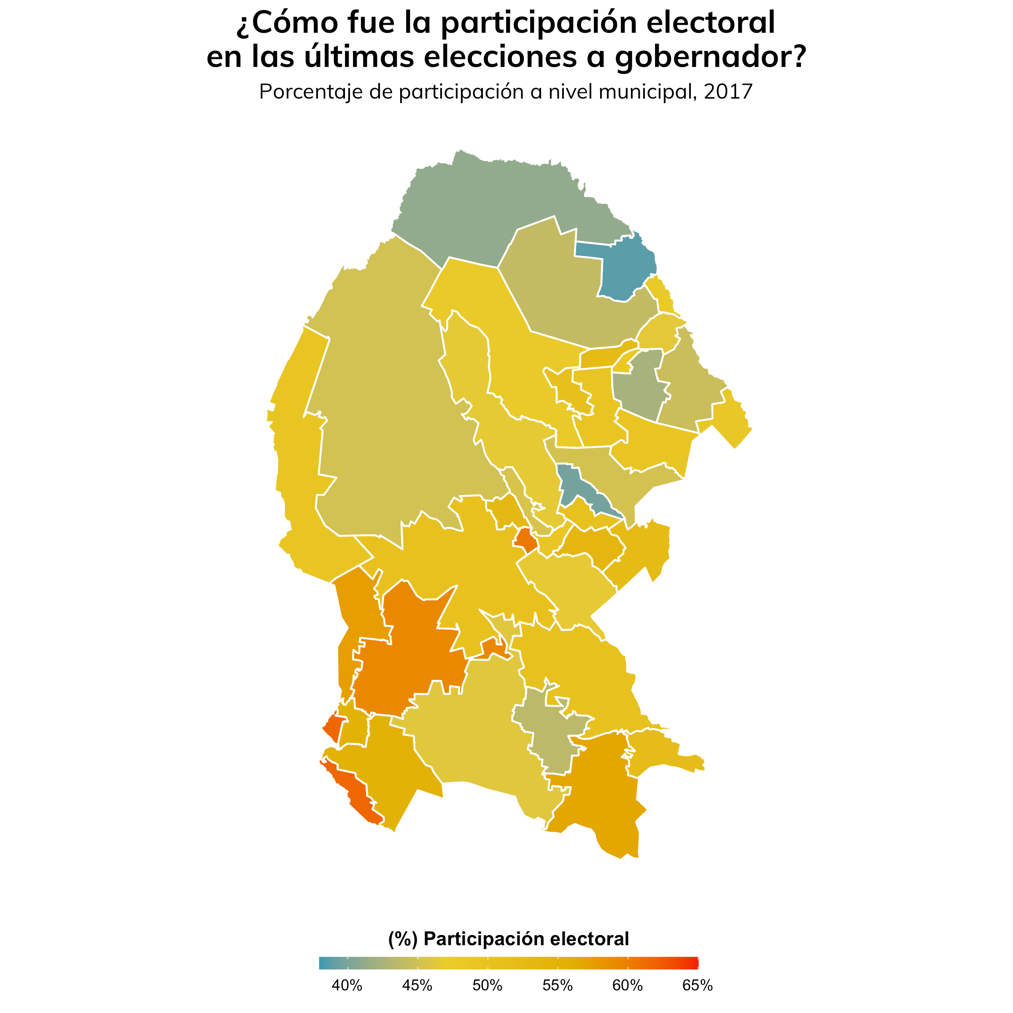 ¿Cómo fue la participación electoral
en las últimas elecciones a gobernador?
Porcentaje de participación a nivel municipal, 2017
(%) Participación electoral
40% 45% 50% 55% 60% 65%